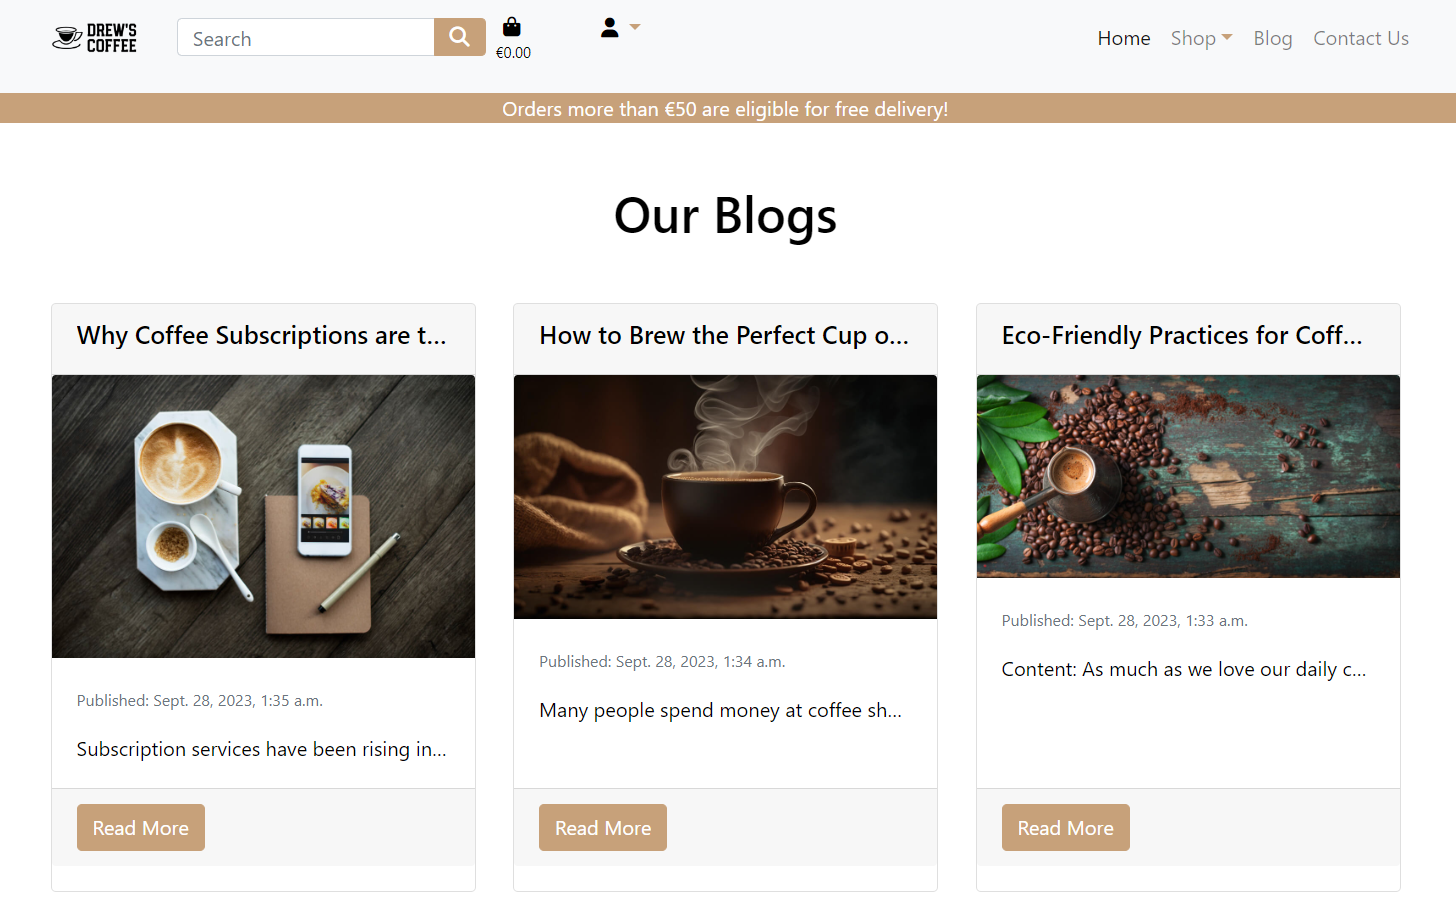 DREW'S
COFFEE
Search
€0.00
Home
Shop
Blog
Contact Us
Orders more than €50 are eligible for free delivery!
Our Blogs
Why Coffee Subscriptions are t...
Published: Sept. 28, 2023, 1:35 a.m.
Subscription services have been rising in...
Read More
How to Brew the Perfect Cup o...
Published: Sept. 28, 2023, 1:34 a.m.
Many people spend money at coffee sh...
Read More
Eco-Friendly Practices for Coff...
Published: Sept. 28, 2023, 1:33 a.m.
Content: As much as we love our daily c...
Read More